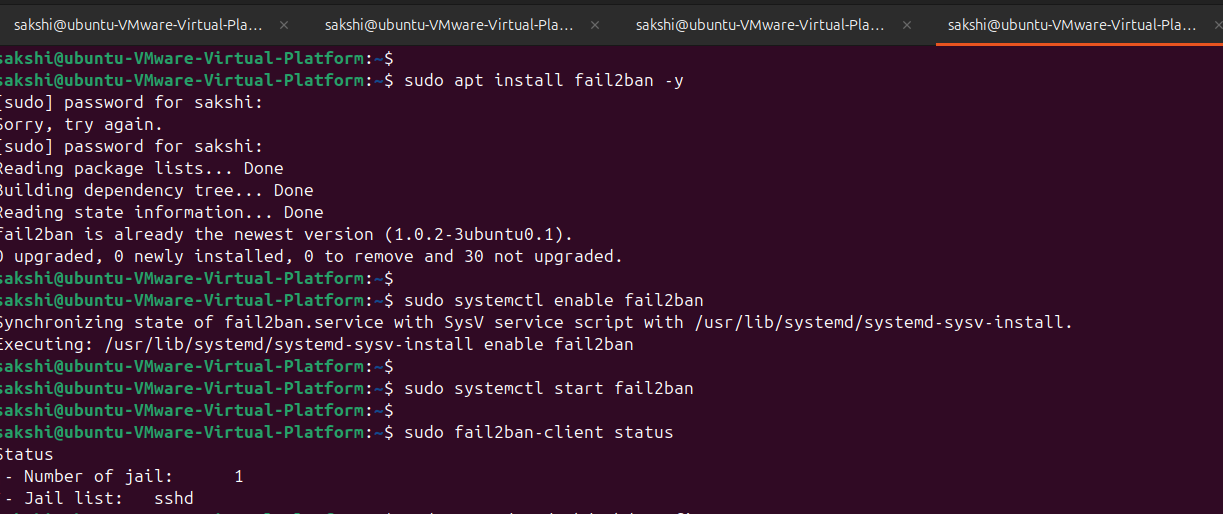 sakshi@ubuntu-VMware-Virtual-Pla... × sakshi@ubuntu-VMware-Virtual-Pla... × sakshi@ubuntu-VMware-Virtual-Pla... × sakshi@ubuntu-VMware-Virtual-Pla... ×
sakshi@ubuntu-VMware-Virtual-Platform:~$
sakshi@ubuntu-VMware-Virtual-Platform:~$ sudo apt install fail2ban -y
[sudo] password for sakshi:
Sorry, try again.
[sudo] password for sakshi:
Reading package lists... Done
Building dependency tree... Done
Reading state information... Done
fail2ban is already the newest version (1.0.2-3ubuntu0.1).
0 upgraded, 0 newly installed, 0 to remove and 30 not upgraded.
sakshi@ubuntu-VMware-Virtual-Platform:~$
sakshi@ubuntu-VMware-Virtual-Platform:~$ sudo systemctl enable fail2ban
Synchronizing state of fail2ban.service with SysV service script with /usr/lib/systemd/systemd-sysv-install.
Executing: /usr/lib/systemd/systemd-sysv-install enable fail2ban
sakshi@ubuntu-VMware-Virtual-Platform:~$
sakshi@ubuntu-VMware-Virtual-Platform:~$ sudo systemctl start fail2ban
sakshi@ubuntu-VMware-Virtual-Platform:~$
sakshi@ubuntu-VMware-Virtual-Platform:~$ sudo fail2ban-client status
Status
- Number of jail: 1
- Jail list: sshd